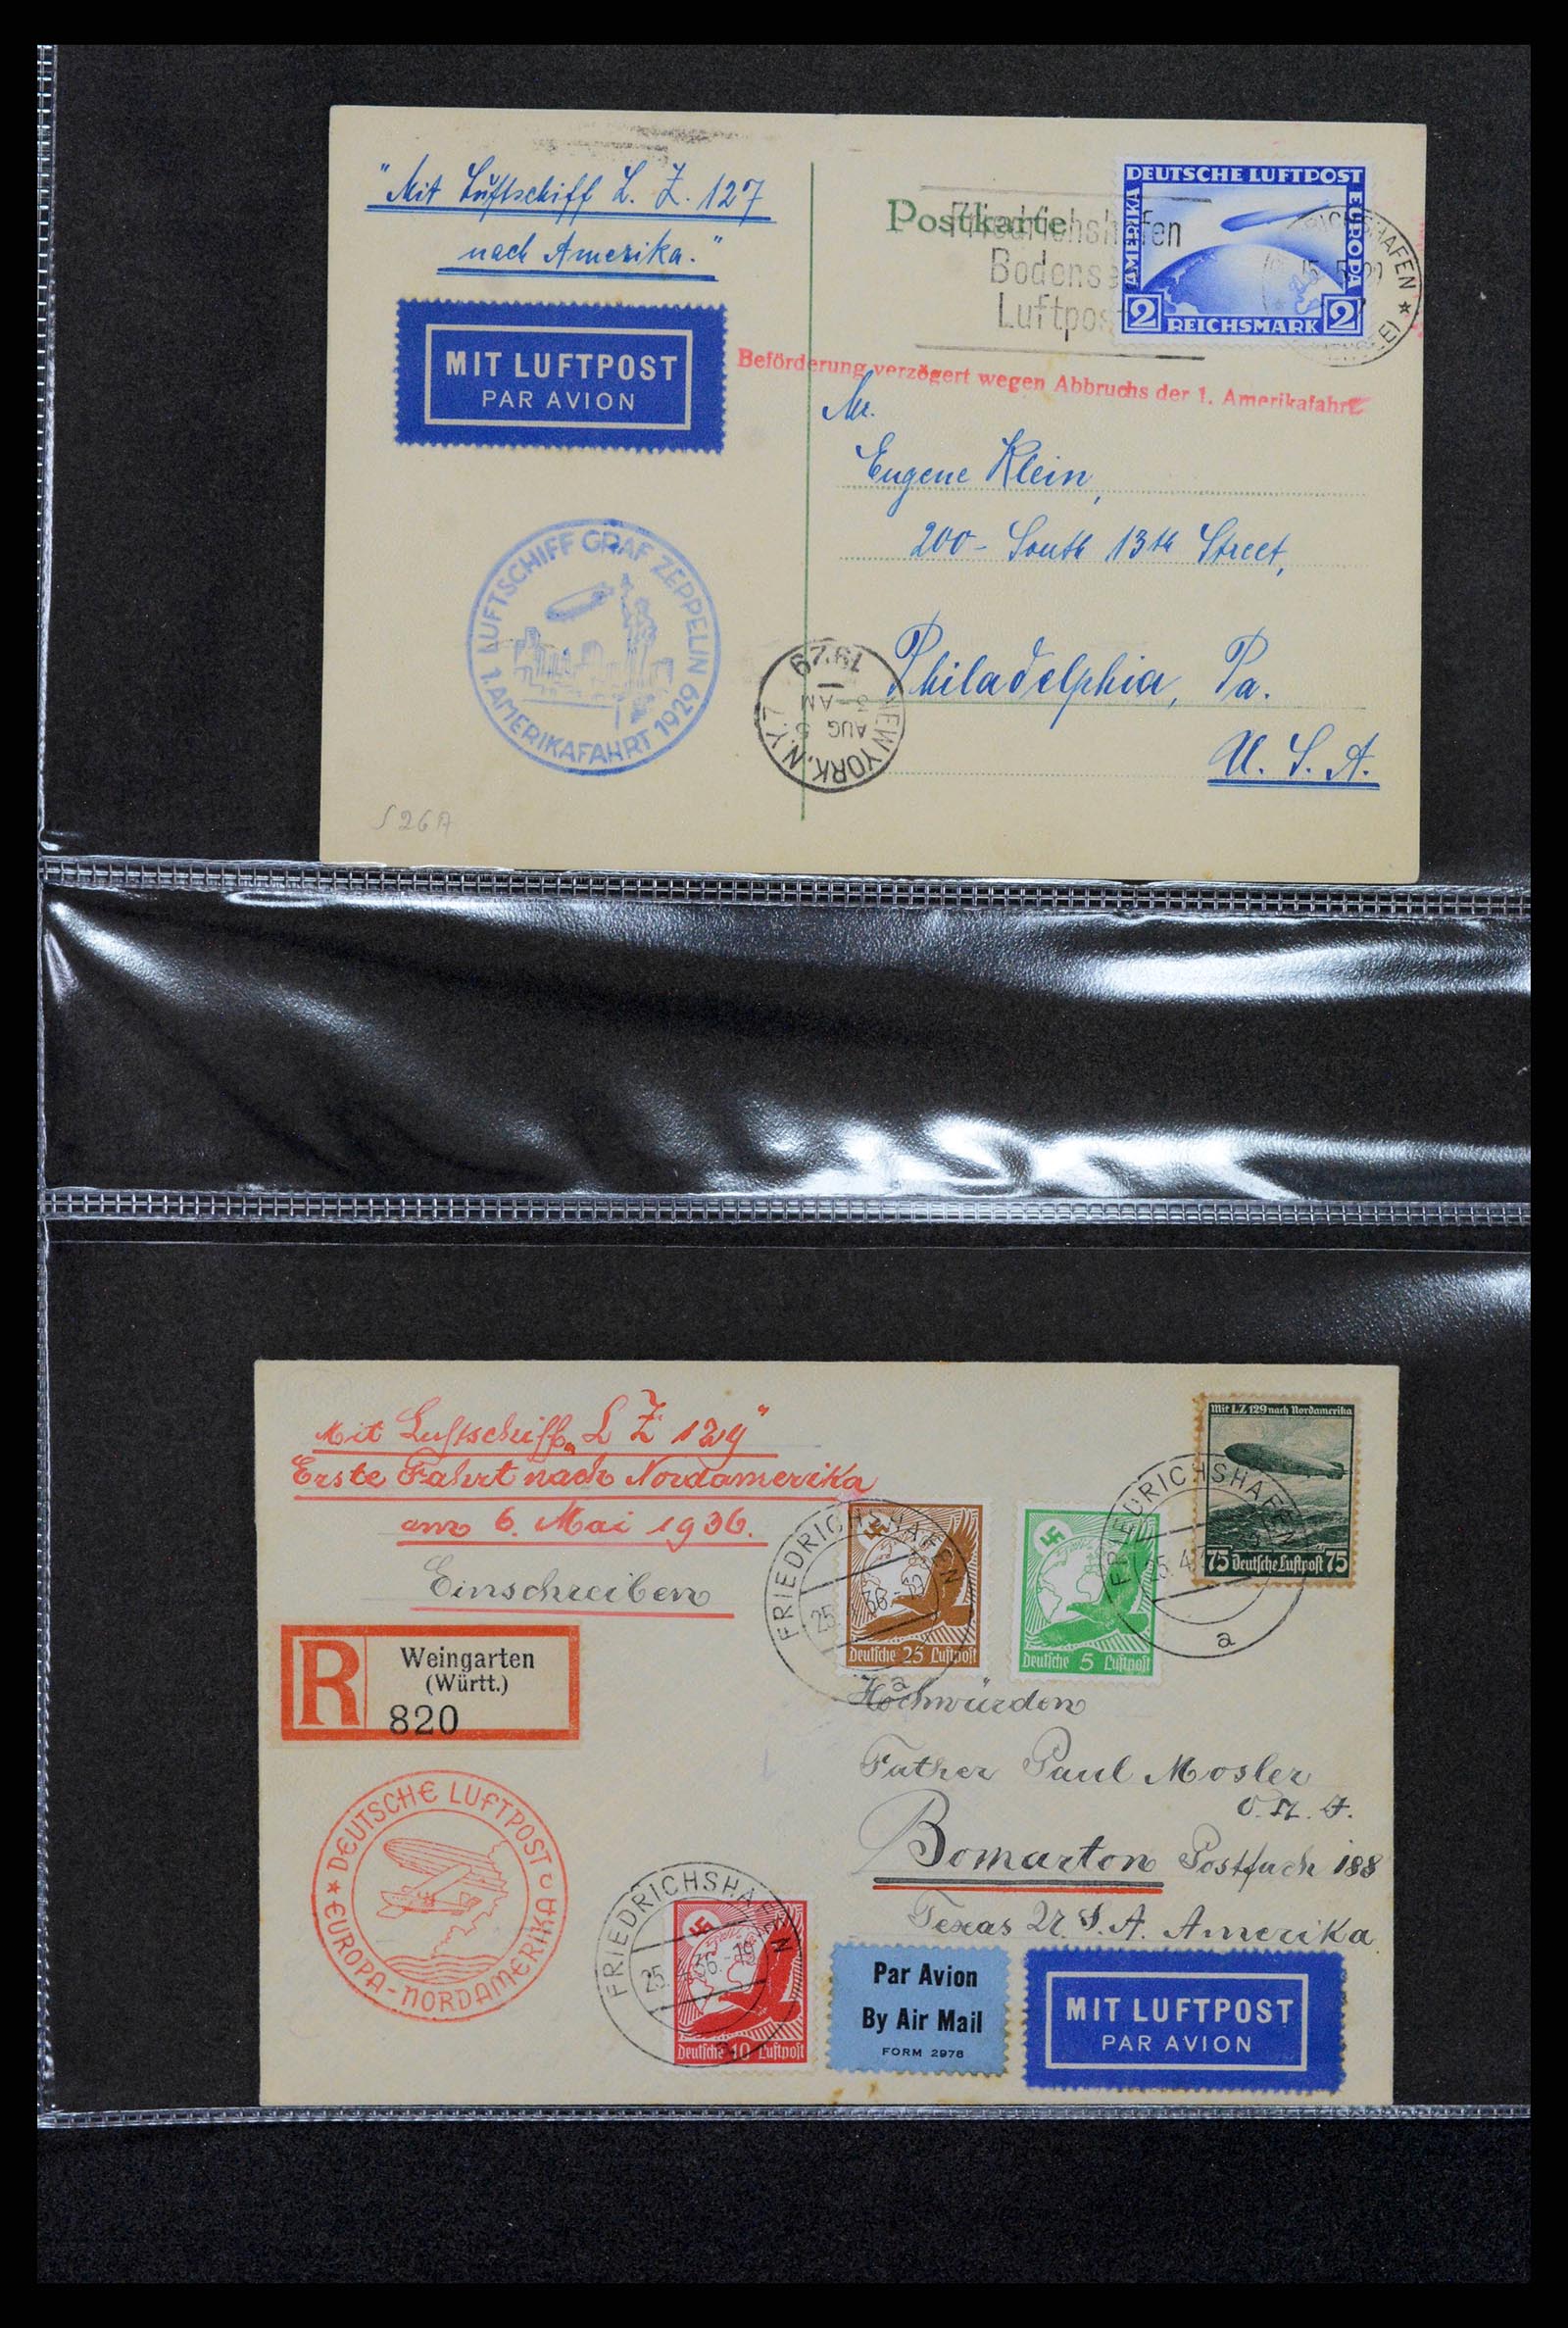 "Mit Luftschiff L. Z. 127
nach Amerika."
MIT LUFTPOST
PAR AVION
Postkarte
Friedrichshafen
Bodensee
Luftpost
DEUTSCHE LUFTPOST
AMERIKA
EUROPA
2 REICHSMARK 2
Beförderung verzögert wegen Abbruchs der 1. Amerikafahrt
Mr.
Eugene Klein,
200 - South 13th Street,
Philadelphia, Pa.
U. S. A.
LUFTSCHIFF GRAF ZEPPELIN
1. AMERIKAFAHRT 1929
NEW YORK, N.Y. 7
AUG 5
3 - AM
1929
S 26 A
Mit Luftschiff „L Z 129"
Erste Fahrt nach Nordamerika
am 6. Mai 1936.
Einschreiben
R
Weingarten
(Württ.)
820
Mit LZ 129 nach Nordamerika
75 Deutsche Luftpost 75
Deutsche 25 Luftpost
Deutsche 5 Luftpost
FRIEDRICHSHAFEN
a
FRIEDRICHSHAFEN
a
Hochwürden
Father Paul Mosler
Bomarton Postfach 188
Texas U. S. A. Amerika
DEUTSCHE LUFTPOST
EUROPA - NORDAMERIKA
FRIEDRICHSHAFEN
Deutsche 10 Luftpost
Par Avion
By Air Mail
FORM 2978
MIT LUFTPOST
PAR AVION